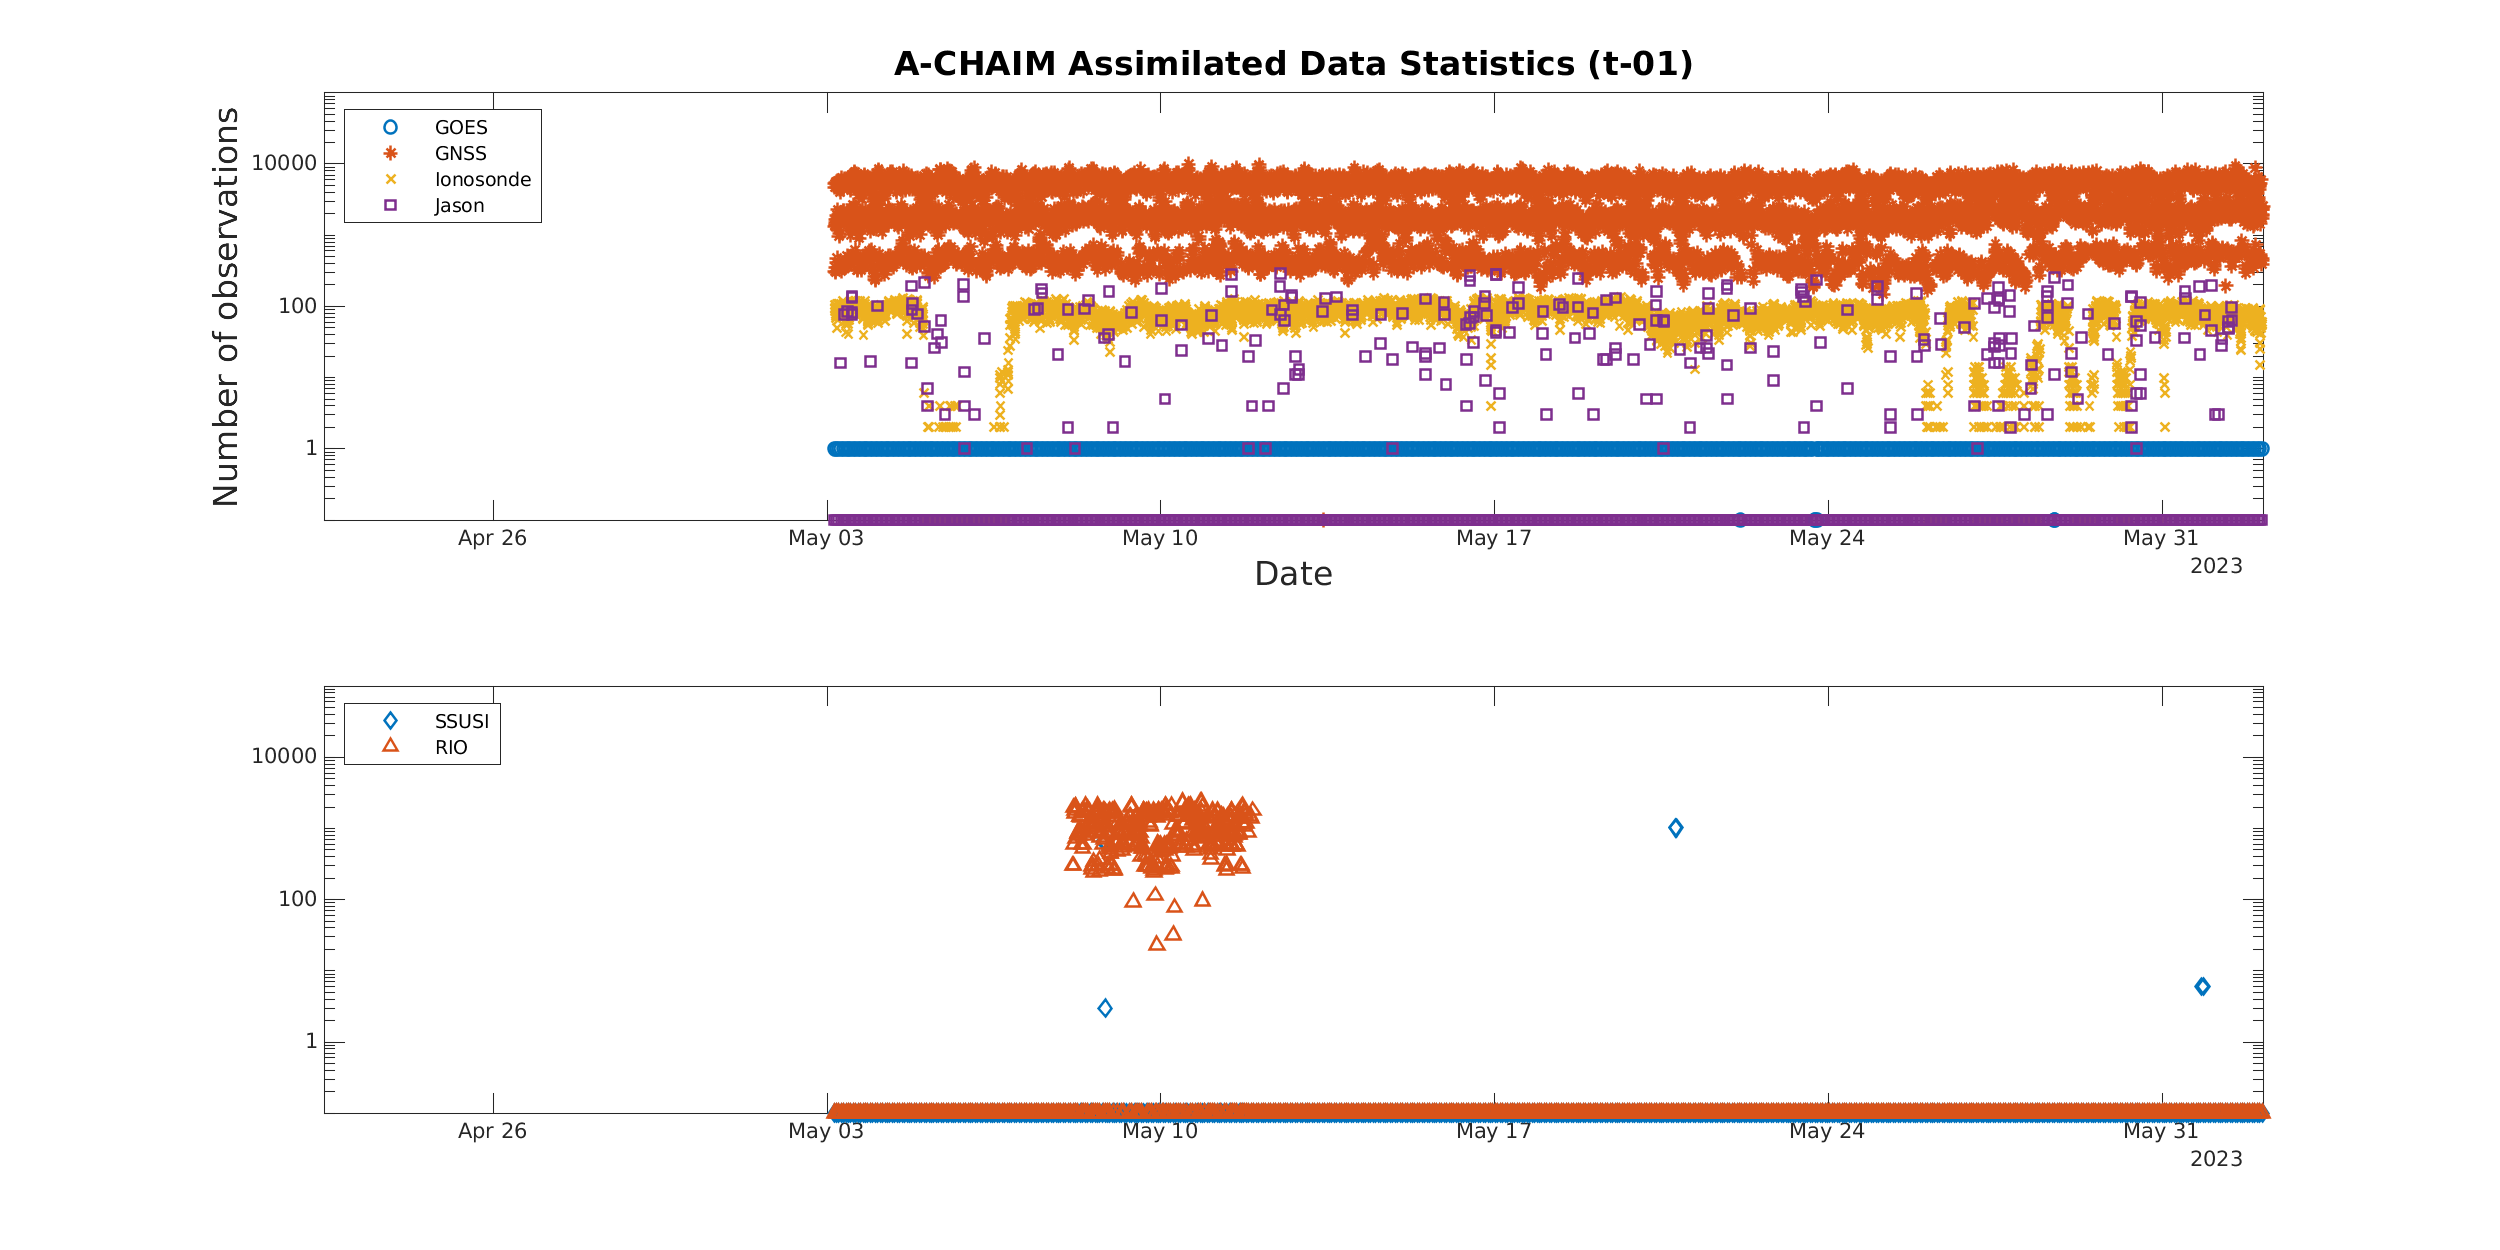 A-CHAIM Assimilated Data Statistics (t-01)
Number of observations
GOES
GNSS
Ionosonde
Jason
10000
100
1
Apr 26 May 03 May 10 May 17 May 24 May 31
2023
Date
SSUSI
RIO
10000
100
1
Apr 26 May 03 May 10 May 17 May 24 May 31
2023